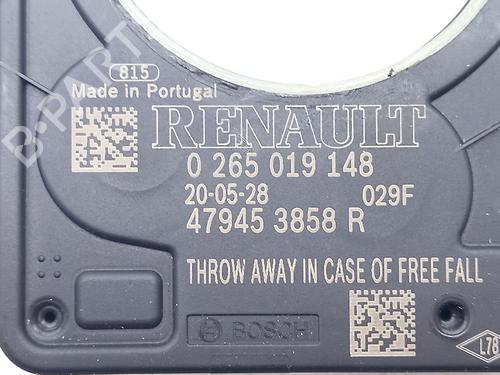 815
Made in Portugal
RENAULT
0 265 019 148
20-05-28 029F
47945 3858 R
THROW AWAY IN CASE OF FREE FALL
BOSCH
L78
B-PARTS